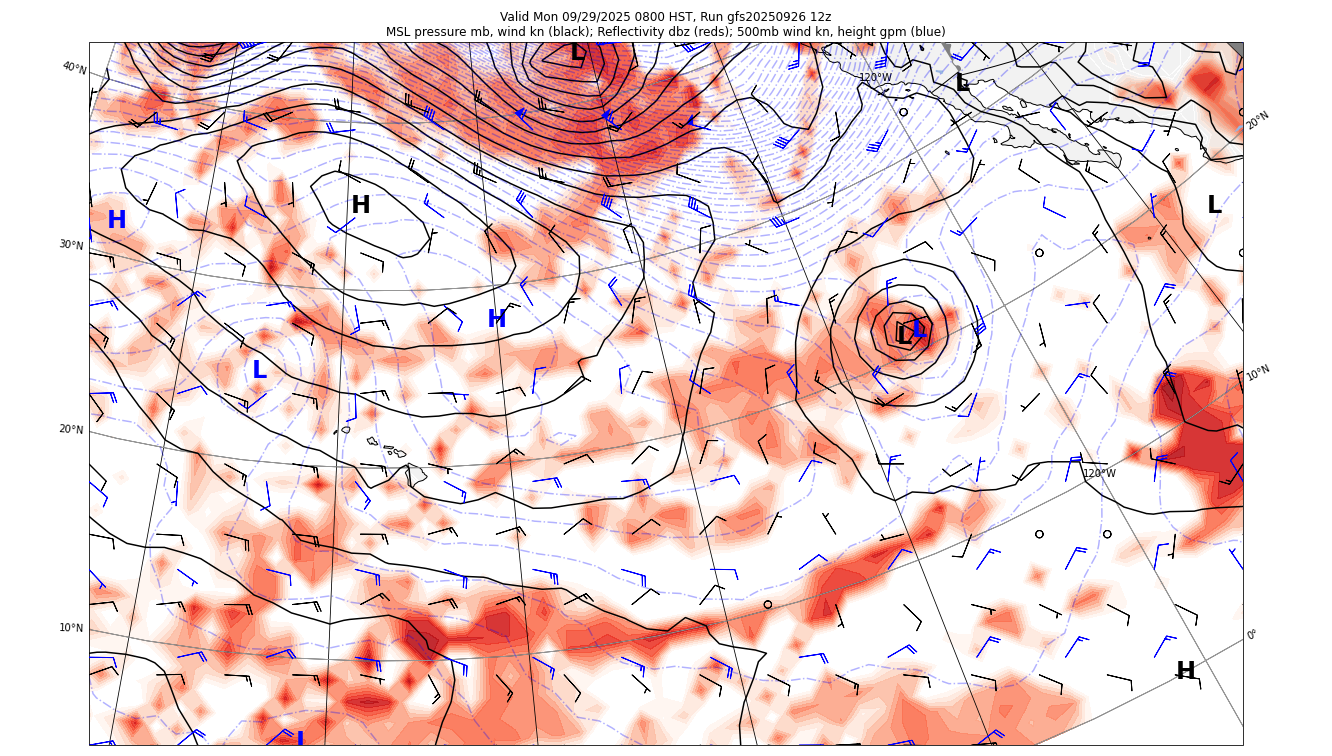 Valid Mon 09/29/2025 0800 HST, Run gfs20250926 12z
MSL pressure mb, wind kn (black); Reflectivity dbz (reds); 500mb wind kn, height gpm (blue)
L
40°N
120°W
L
20°N
H
L
H
30°N
H
L
L
L
10°N
20°N
120°W
10°N
0°
H
L